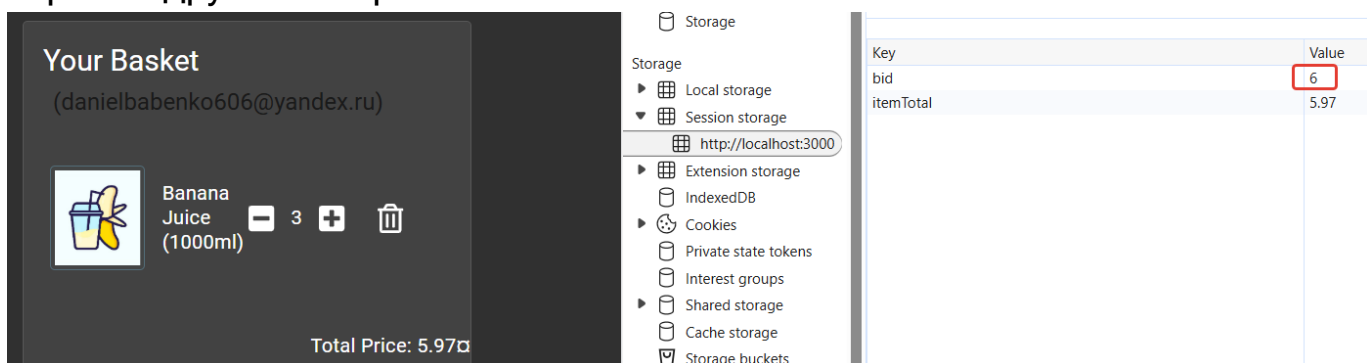 Your Basket
(danielbabenko606@yandex.ru)
Banana
Juice
(1000ml)
3
Total Price: 5.97¤
Storage
Storage
Local storage
Session storage
http://localhost:3000
Extension storage
IndexedDB
Cookies
Private state tokens
Interest groups
Shared storage
Cache storage
Storage buckets
Key Value
bid 6
itemTotal 5.97